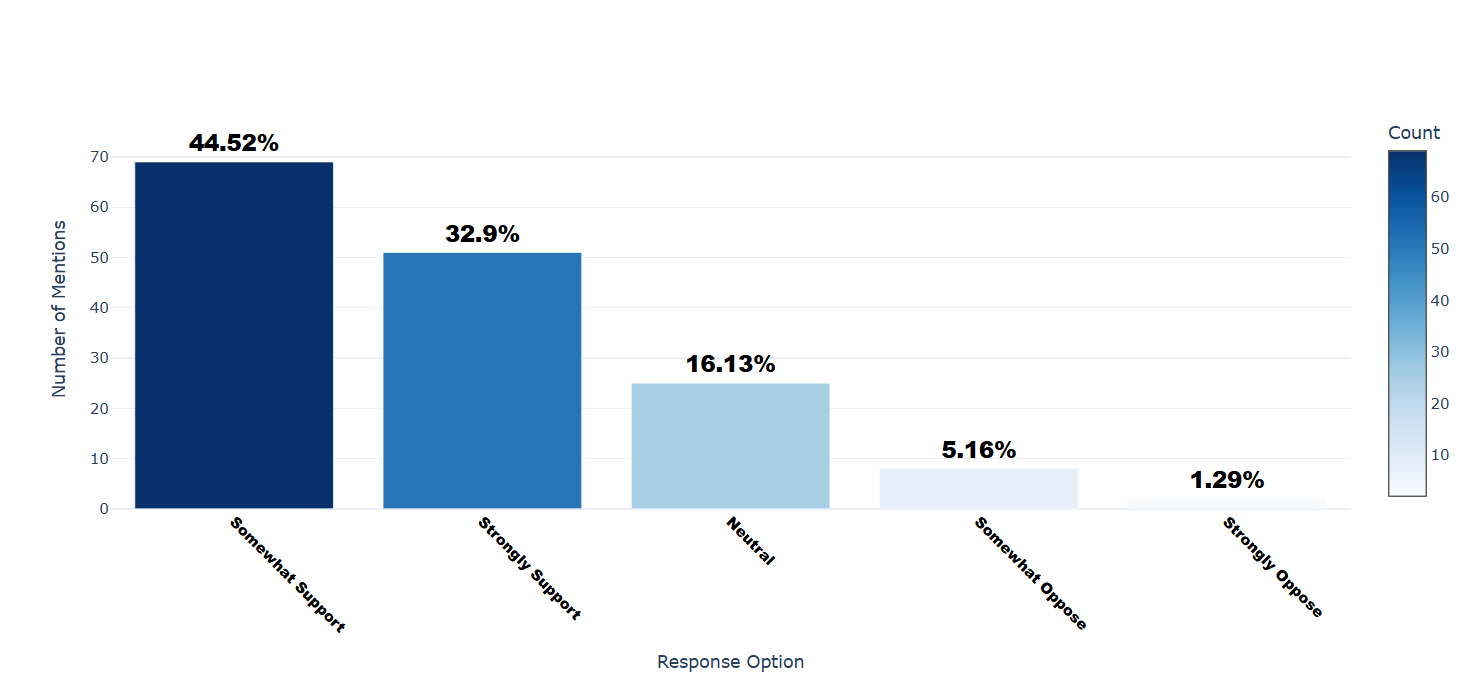 Count
44.52%
32.9%
16.13%
5.16%
1.29%
Number of Mentions
70
60
50
40
30
20
10
0
60
50
40
30
20
10
Somewhat Support
Strongly Support
Neutral
Somewhat Oppose
Strongly Oppose
Response Option